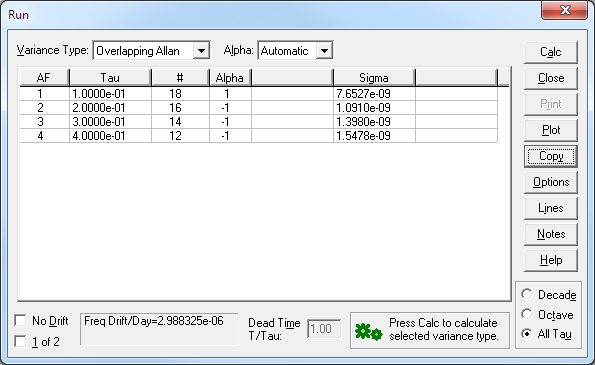 Run
Variance Type: Overlapping Allan Alpha: Automatic Calc
AF Tau # Alpha Sigma
1 1.0000e-01 18 1 7.6527e-09
2 2.0000e-01 16 -1 1.0910e-09
3 3.0000e-01 14 -1 1.3980e-09
4 4.0000e-01 12 -1 1.5478e-09
Close
Print
Plot
Copy
Options
Lines
Notes
Help
Decade
Octave
All Tau
No Drift
1 of 2
Freq Drift/Day=2.988325e-06
Dead Time
T/Tau:
1.00
Press Calc to calculate
selected variance type.